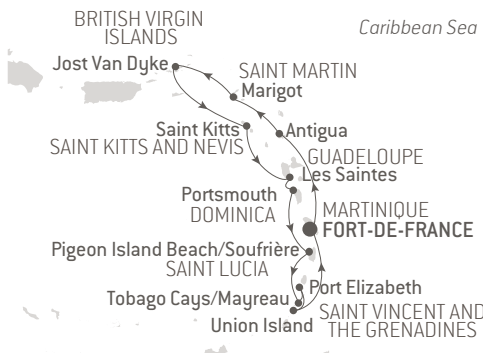 BRITISH VIRGIN
ISLANDS
Caribbean Sea
Jost Van Dyke
SAINT MARTIN
Marigot
Saint Kitts
SAINT KITTS AND NEVIS
Antigua
GUADELOUPE
Les Saintes
Portsmouth
DOMINICA
MARTINIQUE
FORT-DE-FRANCE
Pigeon Island Beach/Soufrière
SAINT LUCIA
Port Elizabeth
Tobago Cays/Mayreau
Union Island
SAINT VINCENT AND
THE GRENADINES